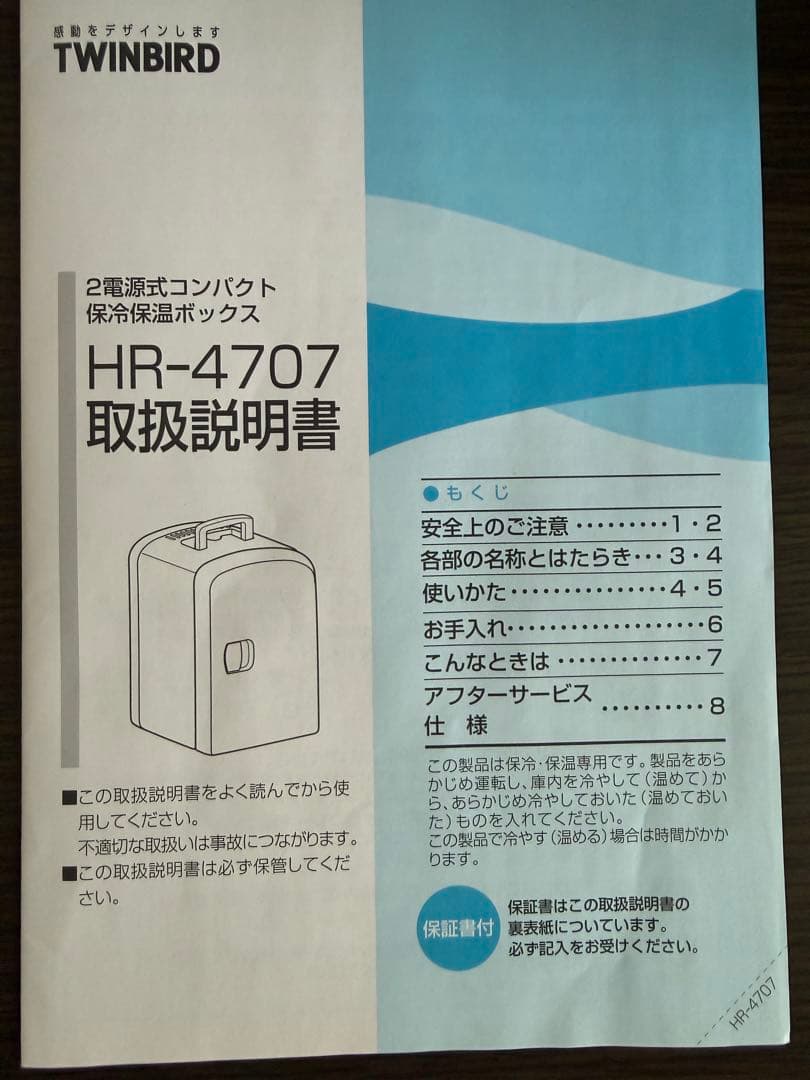 感動をデザインします
TWINBIRD
2電源式コンパクト
保冷保温ボックス
HR-4707
取扱説明書
■この取扱説明書をよく読んでから使
用してください。
不適切な取扱いは事故につながります。
■この取扱説明書は必ず保管してくだ
さい。
●もくじ
安全上のご注意 ・・・・・・・・・1・2
各部の名称とはたらき・・・3・4
使いかた・・・・・・・・・・・・・・・4・5
お手入れ・・・・・・・・・・・・・・・・・・6
こんなときは ・・・・・・・・・・・・・・7
アフターサービス
仕　様 ・・・・・・・・・・8
この製品は保冷・保温専用です。製品をあら
かじめ運転し、庫内を冷やして(温めて)か
ら、あらかじめ冷やしておいた(温めておい
た)ものを入れてください。
この製品で冷やす(温める)場合は時間がかか
ります。
保証書付
保証書はこの取扱説明書の
裏表紙についています。
必ず記入をお受けください。
HR-4707